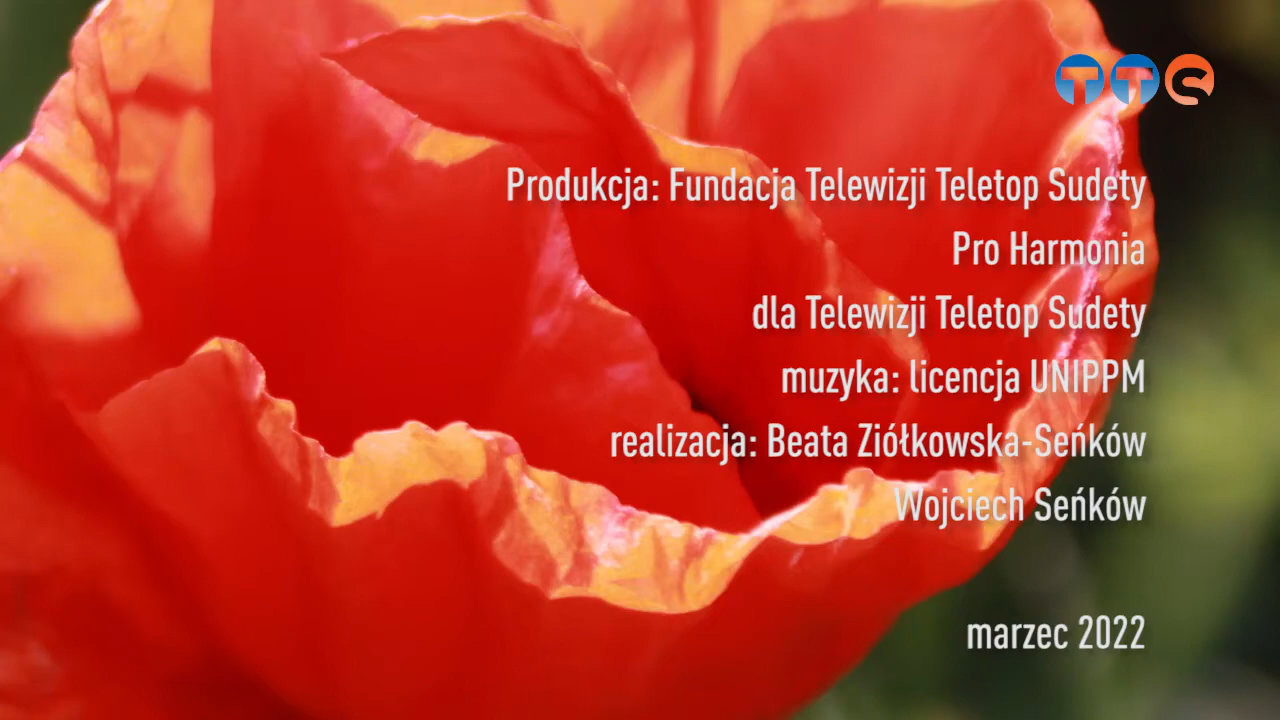 TTS
Produkcja: Fundacja Telewizji Teletop Sudety
Pro Harmonia
dla Telewizji Teletop Sudety
muzyka: licencja UNIPPM
realizacja: Beata Ziółkowska-Seńków
Wojciech Seńków
marzec 2022